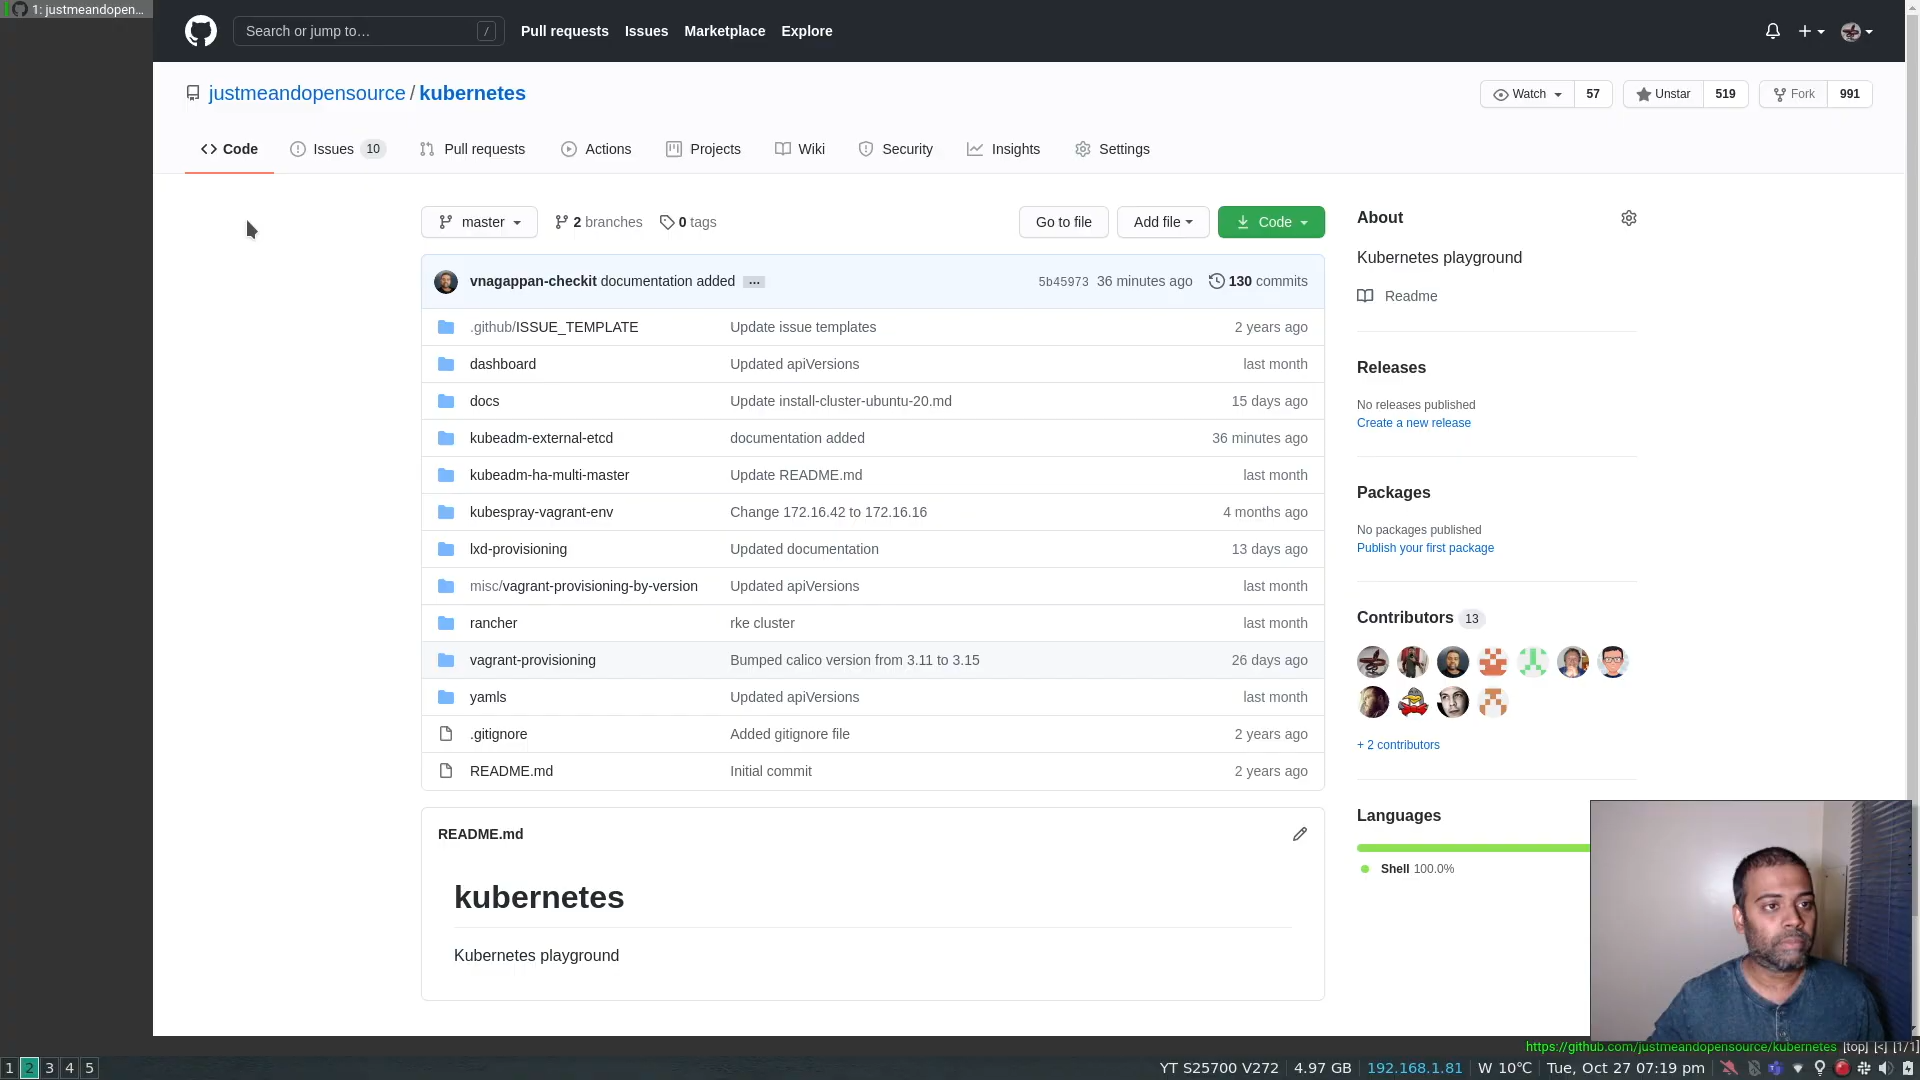 1: justmeandopen...
Search or jump to…
/
Pull requests
Issues
Marketplace
Explore
justmeandopensource / kubernetes
Watch
57
Unstar
519
Fork
991
Code
Issues
10
Pull requests
Actions
Projects
Wiki
Security
Insights
Settings
master
2 branches
0 tags
Go to file
Add file
Code
vnagappan-checkit documentation added ...
5b45973 36 minutes ago
130 commits
.github/ISSUE_TEMPLATE Update issue templates 2 years ago
dashboard Updated apiVersions last month
docs Update install-cluster-ubuntu-20.md 15 days ago
kubeadm-external-etcd documentation added 36 minutes ago
kubeadm-ha-multi-master Update README.md last month
kubespray-vagrant-env Change 172.16.42 to 172.16.16 4 months ago
lxd-provisioning Updated documentation 13 days ago
misc/vagrant-provisioning-by-version Updated apiVersions last month
rancher rke cluster last month
vagrant-provisioning Bumped calico version from 3.11 to 3.15 26 days ago
yamls Updated apiVersions last month
.gitignore Added gitignore file 2 years ago
README.md Initial commit 2 years ago
README.md
kubernetes
Kubernetes playground
About
Kubernetes playground
Readme
Releases
No releases published
Create a new release
Packages
No packages published
Publish your first package
Contributors 13
+ 2 contributors
Languages
Shell 100.0%
https://github.com/justmeandopensource/kubernetes [top] [<] [1/1]
1 2 3 4 5
YT S25700 V272 4.97 GB 192.168.1.81 W 10°C Tue, Oct 27 07:19 pm